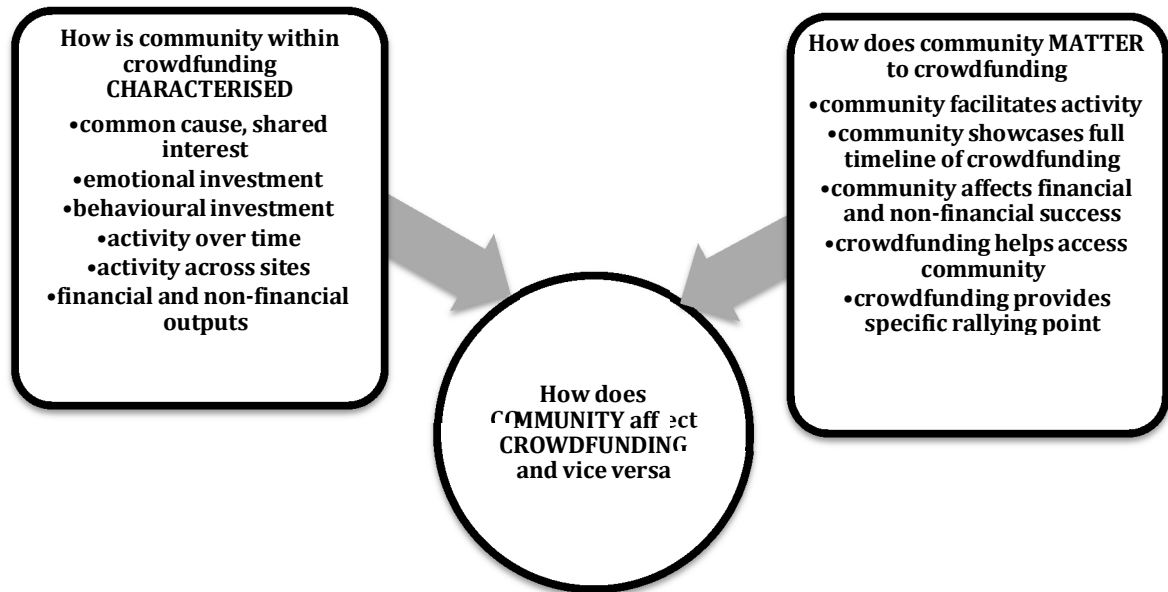 How is community within
crowdfunding
CHARACTERISED
•common cause, shared
interest
•emotional investment
•behavioural investment
•activity over time
•activity across sites
•financial and non-financial
outputs
How does community MATTER
to crowdfunding
•community facilitates activity
•community showcases full
timeline of crowdfunding
•community affects financial
and non-financial success
•crowdfunding helps access
community
•crowdfunding provides
specific rallying point
How does
COMMUNITY affect
CROWDFUNDING
and vice versa